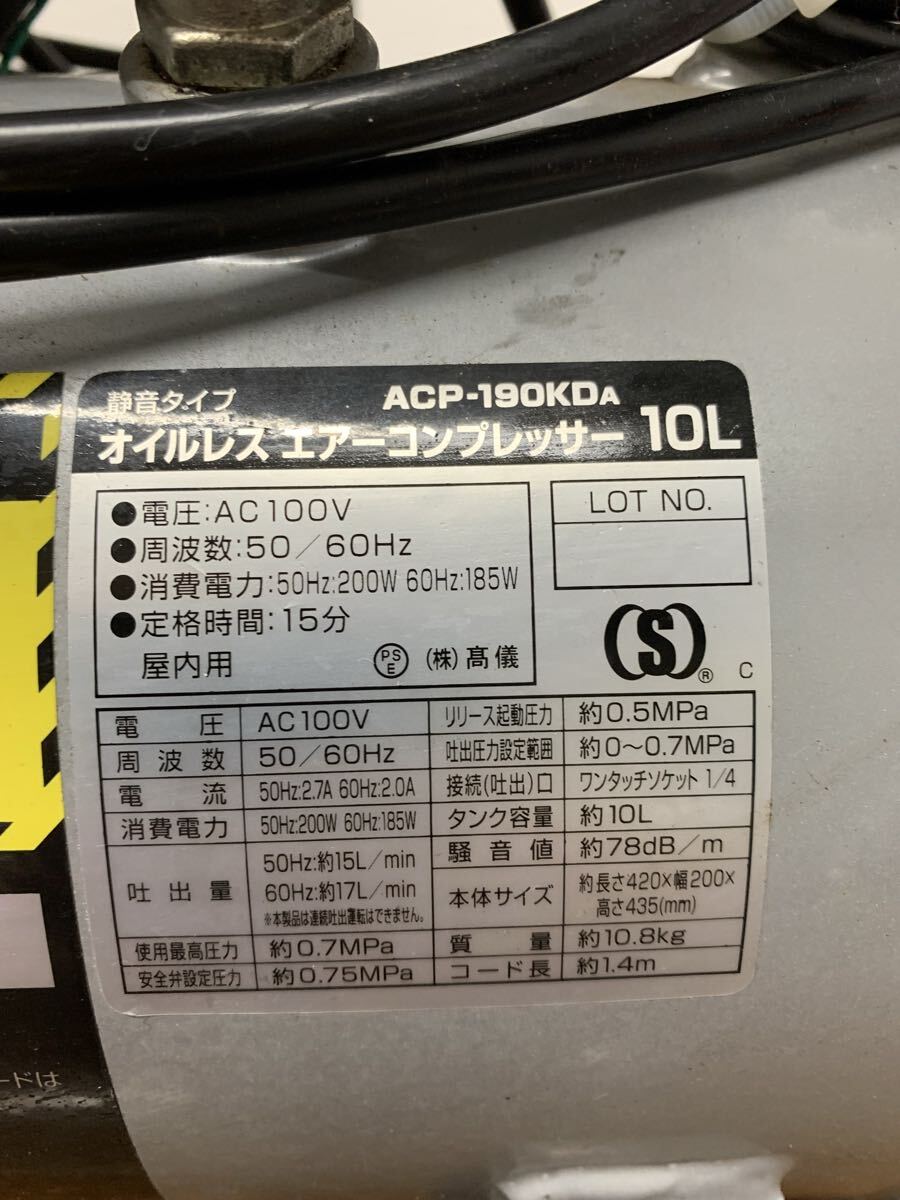 静音タイプ ACP-190KDA
オイルレス エアーコンプレッサー 10L
●電圧:AC100V
●周波数:50/60Hz
●消費電力:50Hz:200W 60Hz:185W
●定格時間:15分
屋内用 PSE (株)髙儀
LOT NO.
(S)® C
電圧 AC100V
周波数 50/60Hz
電流 50Hz:2.7A 60Hz:2.0A
消費電力 50Hz:200W 60Hz:185W
吐出量 50Hz:約15L/min
60Hz:約17L/min
※本製品は連続吐出運転はできません。
使用最高圧力 約0.7MPa
安全弁設定圧力 約0.75MPa
リリース起動圧力 約0.5MPa
吐出圧力設定範囲 約0〜0.7MPa
接続(吐出)口 ワンタッチソケット 1/4
タンク容量 約10L
騒音値 約78dB/m
本体サイズ 約長さ420×幅200×
高さ435(mm)
質量 約10.8kg
コード長 約1.4m
ードは